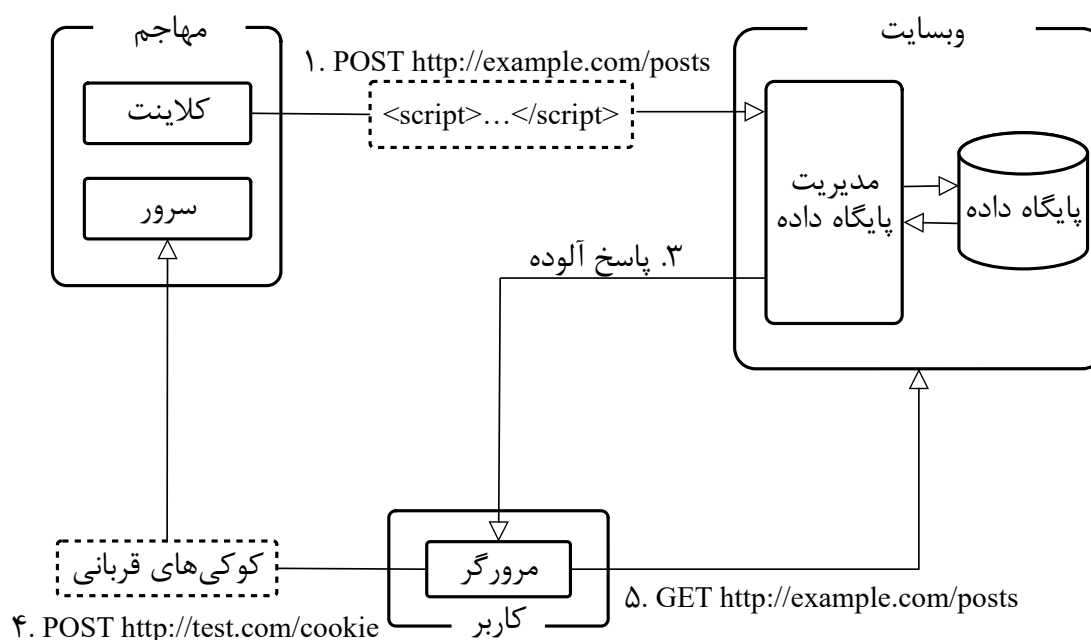 مهاجم
وبسایت
۱. POST http://example.com/posts
کلاینت
<script>…</script>
سرور
مدیریت
پایگاه داده
پایگاه داده
۳. پاسخ آلوده
کوکی‌های قربانی
مرورگر
کاربر
۵. GET http://example.com/posts
۴. POST http://test.com/cookie